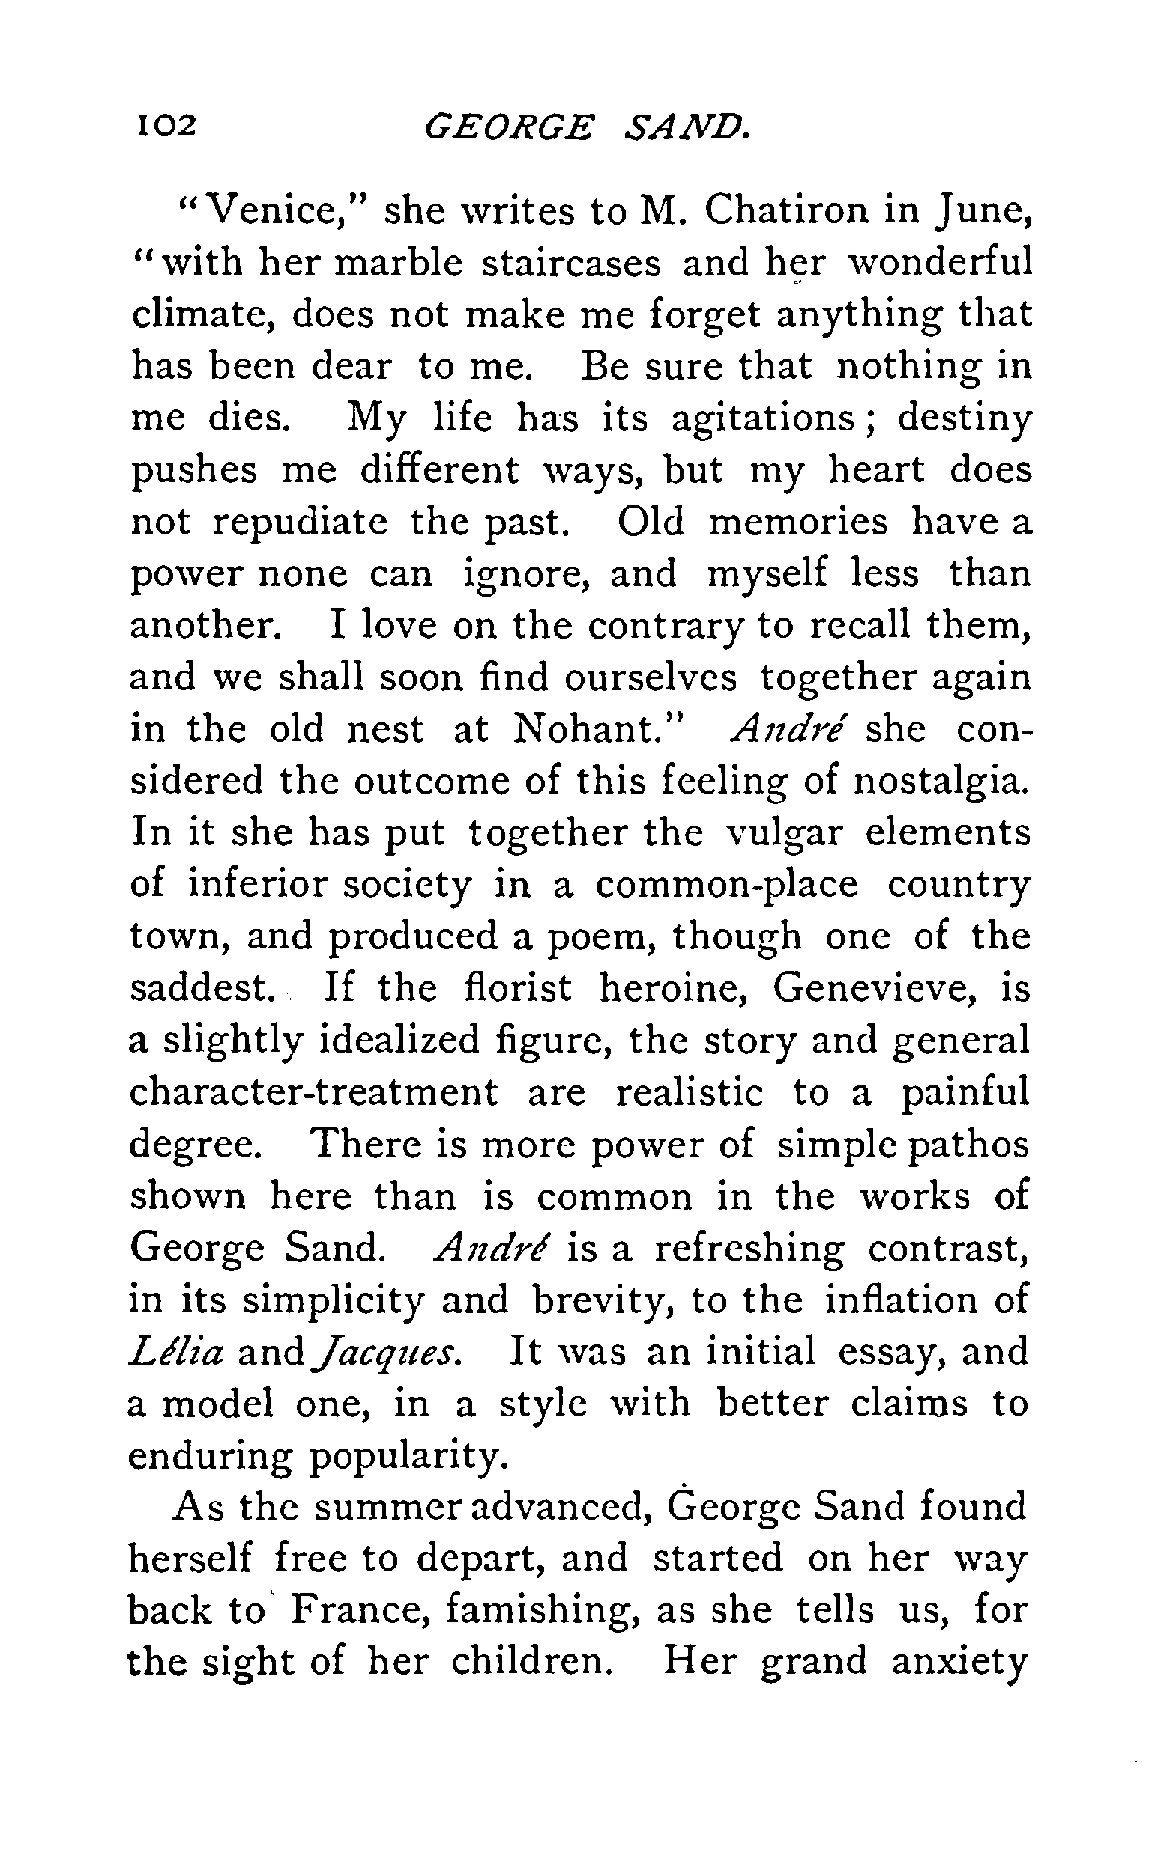 102 GEORGE SAND.
"Venice," she writes to M. Chatiron in June,
"with her marble staircases and her wonderful
climate, does not make me forget anything that
has been dear to me. Be sure that nothing in
me dies. My life has its agitations; destiny
pushes me different ways, but my heart does
not repudiate the past. Old memories have a
power none can ignore, and myself less than
another. I love on the contrary to recall them,
and we shall soon find ourselves together again
in the old nest at Nohant." André she con-
sidered the outcome of this feeling of nostalgia.
In it she has put together the vulgar elements
of inferior society in a common-place country
town, and produced a poem, though one of the
saddest. If the florist heroine, Genevieve, is
a slightly idealized figure, the story and general
character-treatment are realistic to a painful
degree. There is more power of simple pathos
shown here than is common in the works of
George Sand. André is a refreshing contrast,
in its simplicity and brevity, to the inflation of
Lélia and Jacques. It was an initial essay, and
a model one, in a style with better claims to
enduring popularity.
As the summer advanced, George Sand found
herself free to depart, and started on her way
back to France, famishing, as she tells us, for
the sight of her children. Her grand anxiety